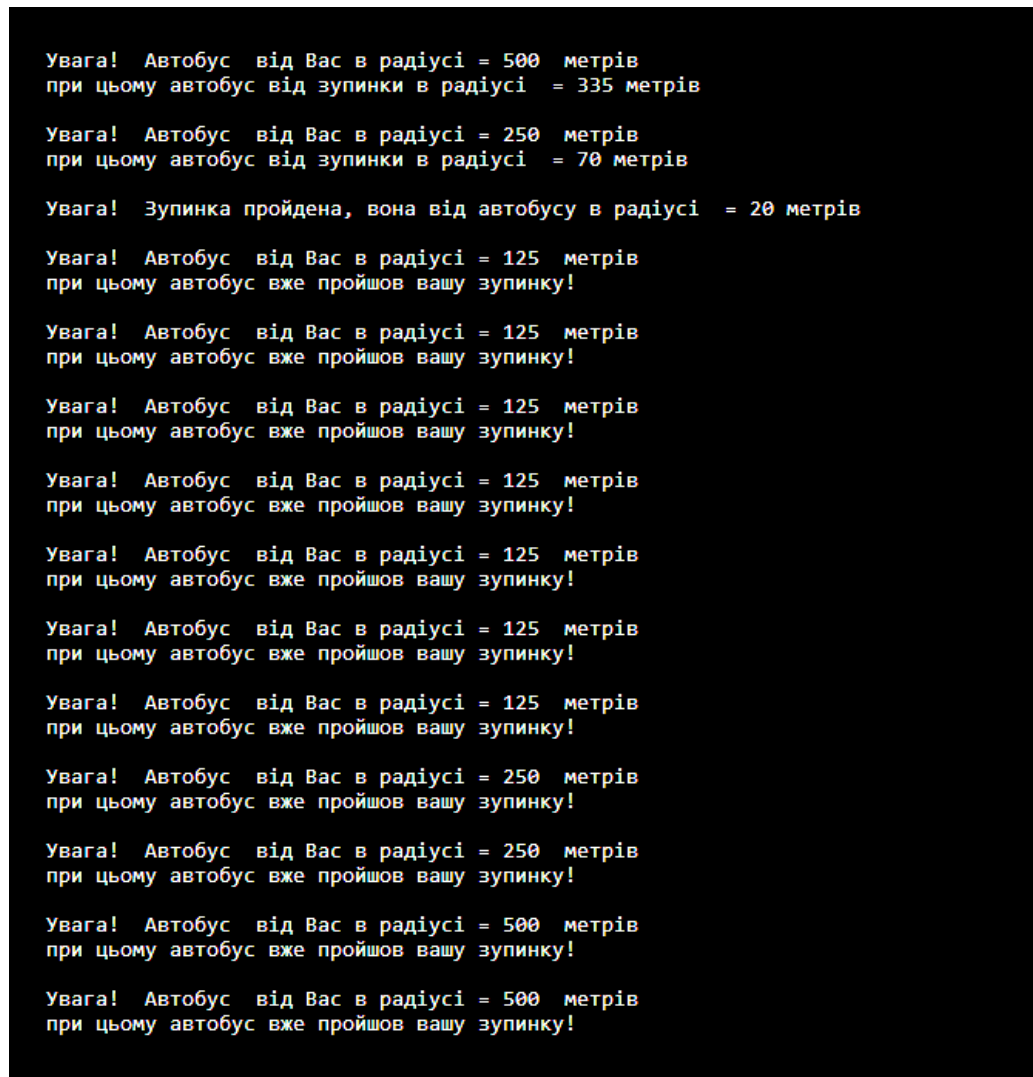 Увага!  Автобус  від Вас в радіусі = 500  метрів
при цьому автобус від зупинки в радіусі  = 335 метрів
Увага!  Автобус  від Вас в радіусі = 250  метрів
при цьому автобус від зупинки в радіусі  = 70 метрів
Увага!  Зупинка пройдена, вона від автобусу в радіусі  = 20 метрів
Увага!  Автобус  від Вас в радіусі = 125  метрів
при цьому автобус вже пройшов вашу зупинку!
Увага!  Автобус  від Вас в радіусі = 125  метрів
при цьому автобус вже пройшов вашу зупинку!
Увага!  Автобус  від Вас в радіусі = 125  метрів
при цьому автобус вже пройшов вашу зупинку!
Увага!  Автобус  від Вас в радіусі = 125  метрів
при цьому автобус вже пройшов вашу зупинку!
Увага!  Автобус  від Вас в радіусі = 125  метрів
при цьому автобус вже пройшов вашу зупинку!
Увага!  Автобус  від Вас в радіусі = 125  метрів
при цьому автобус вже пройшов вашу зупинку!
Увага!  Автобус  від Вас в радіусі = 125  метрів
при цьому автобус вже пройшов вашу зупинку!
Увага!  Автобус  від Вас в радіусі = 250  метрів
при цьому автобус вже пройшов вашу зупинку!
Увага!  Автобус  від Вас в радіусі = 250  метрів
при цьому автобус вже пройшов вашу зупинку!
Увага!  Автобус  від Вас в радіусі = 500  метрів
при цьому автобус вже пройшов вашу зупинку!
Увага!  Автобус  від Вас в радіусі = 500  метрів
при цьому автобус вже пройшов вашу зупинку!